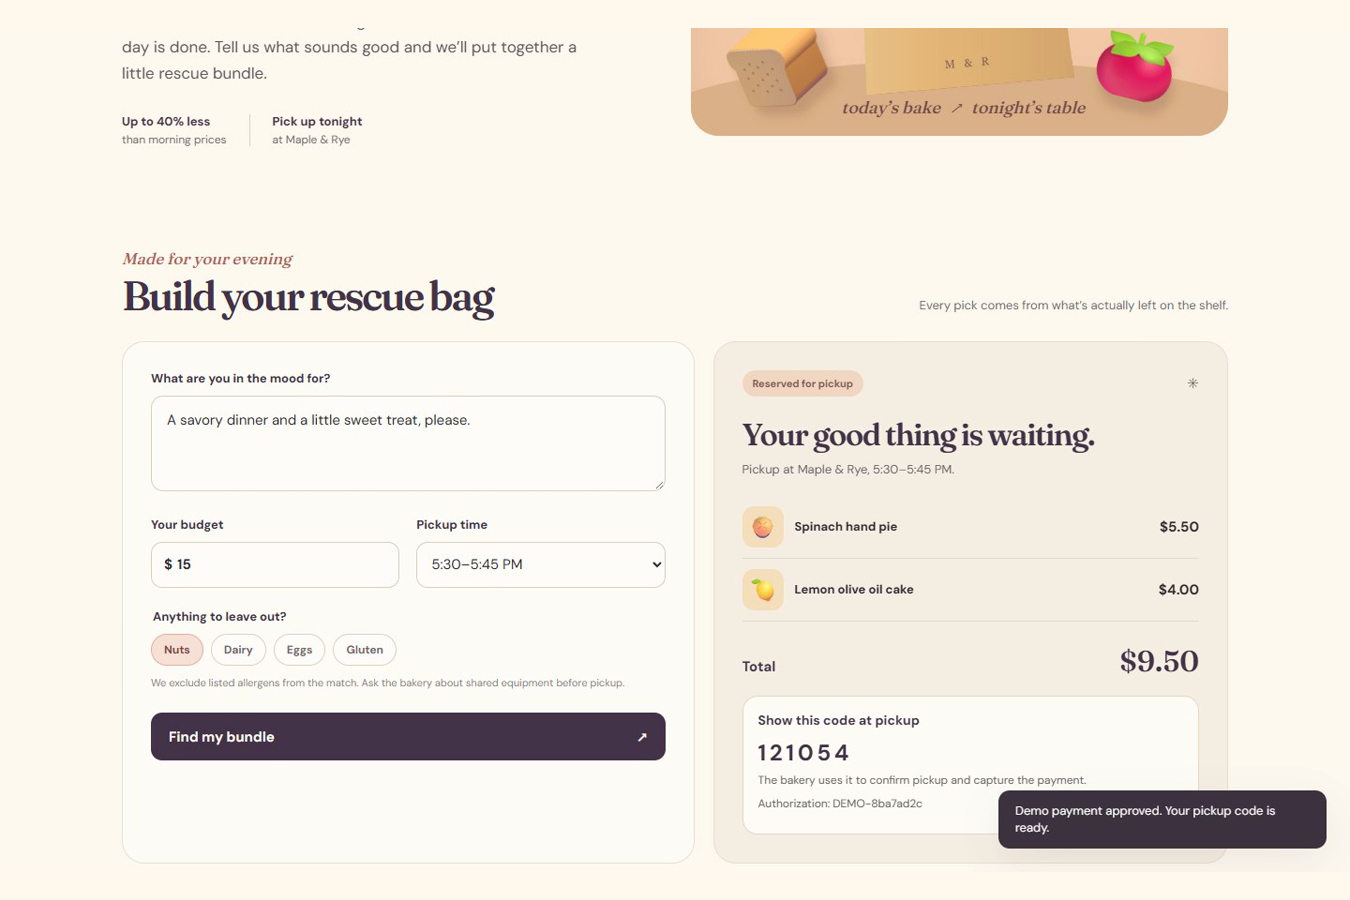 day is done. Tell us what sounds good and we’ll put together a
little rescue bundle.
Up to 40% less
than morning prices
Pick up tonight
at Maple & Rye
M & R
today’s bake ↗ tonight’s table
Made for your evening
Build your rescue bag
Every pick comes from what’s actually left on the shelf.
What are you in the mood for?
A savory dinner and a little sweet treat, please.
Your budget
$ 15
Pickup time
5:30–5:45 PM
Anything to leave out?
Nuts
Dairy
Eggs
Gluten
We exclude listed allergens from the match. Ask the bakery about shared equipment before pickup.
Find my bundle ↗
Reserved for pickup
Your good thing is waiting.
Pickup at Maple & Rye, 5:30–5:45 PM.
Spinach hand pie $5.50
Lemon olive oil cake $4.00
Total $9.50
Show this code at pickup
121054
The bakery uses it to confirm pickup and capture the payment.
Authorization: DEMO-8ba7ad2c
Demo payment approved. Your pickup code is
ready.